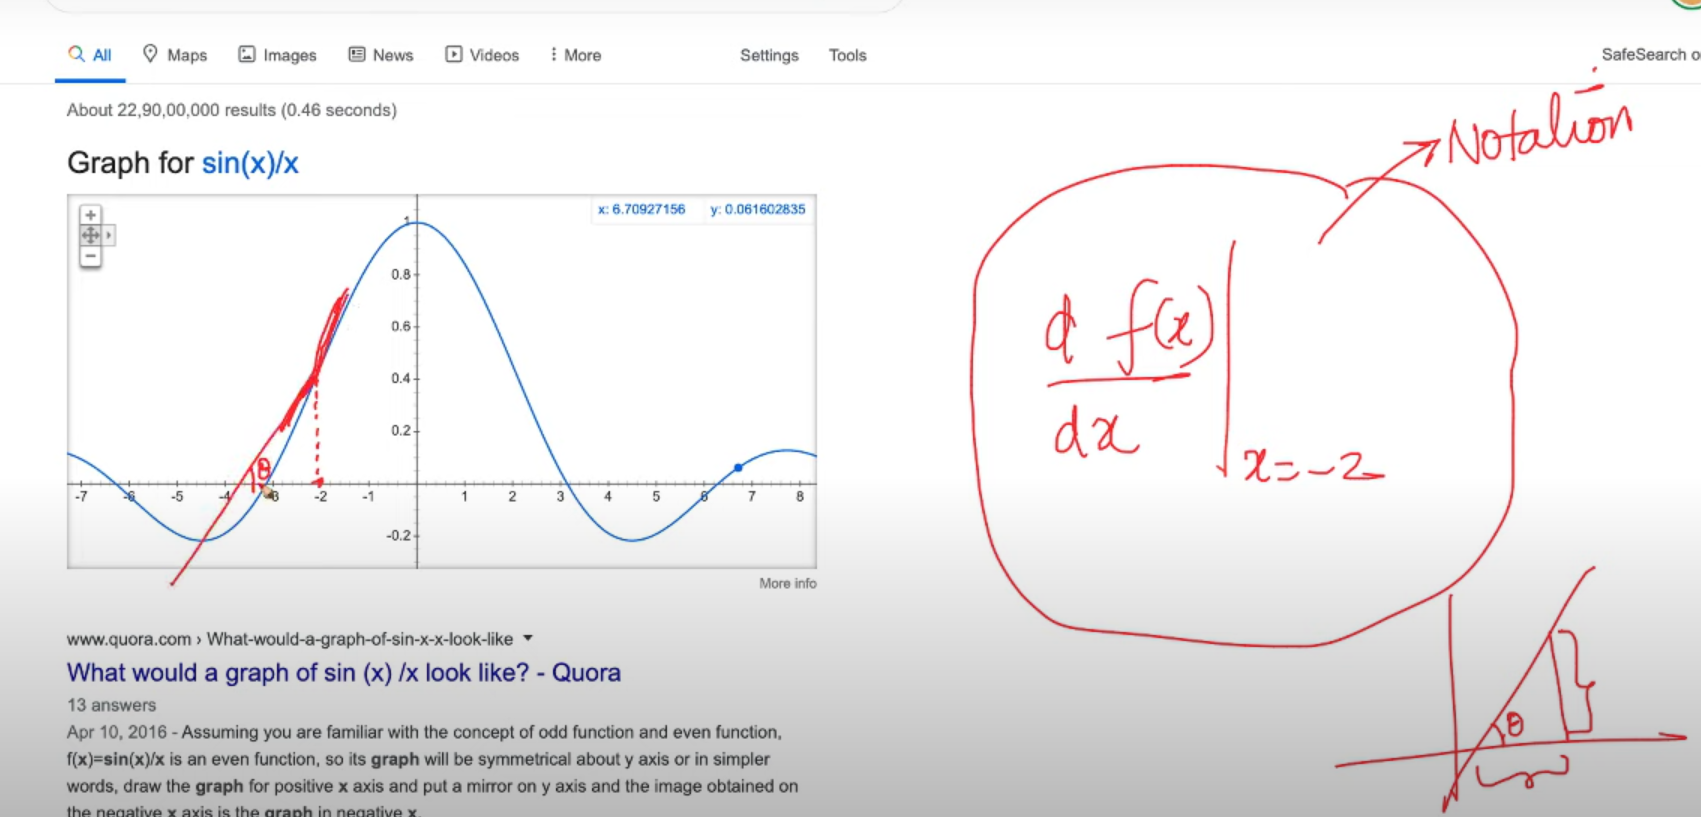 All Maps Images News Videos More Settings Tools SafeSearch o
About 22,90,00,000 results (0.46 seconds)
Notation
Graph for sin(x)/x
x: 6.70927156 y: 0.061602835
+
−
1
0.8
0.6
0.4
0.2
-0.2
-7 -6 -5 -4 -3 -2 -1 1 2 3 4 5 6 7 8
θ
d f(x)
dx
x=-2
More info
www.quora.com › What-would-a-graph-of-sin-x-x-look-like
What would a graph of sin (x) /x look like? - Quora
13 answers
Apr 10, 2016 - Assuming you are familiar with the concept of odd function and even function,
f(x)=sin(x)/x is an even function, so its graph will be symmetrical about y axis or in simpler
words, draw the graph for positive x axis and put a mirror on y axis and the image obtained on
the negative x axis is the graph in negative x.
θ